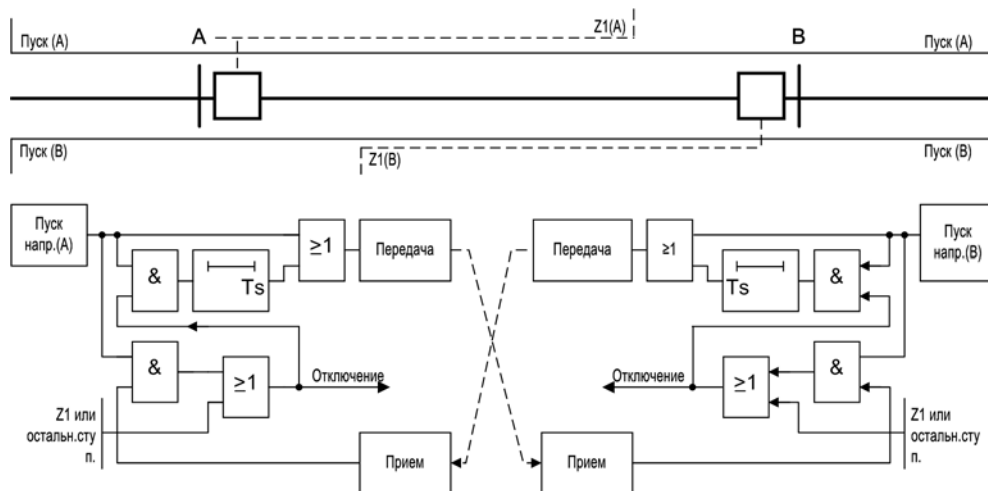 Z1(A)
Пуск (A) A B Пуск (A)
Пуск (B) Z1(B) Пуск (B)
Пуск
напр.(A)
≥1
Передача
Передача
≥1
Пуск
напр.(B)
&
Ts
Ts
&
&
≥1
Отключение
Отключение
≥1
&
Z1 или
остальн.сту
п.
Прием
Прием
Z1 или
остальн.сту
п.